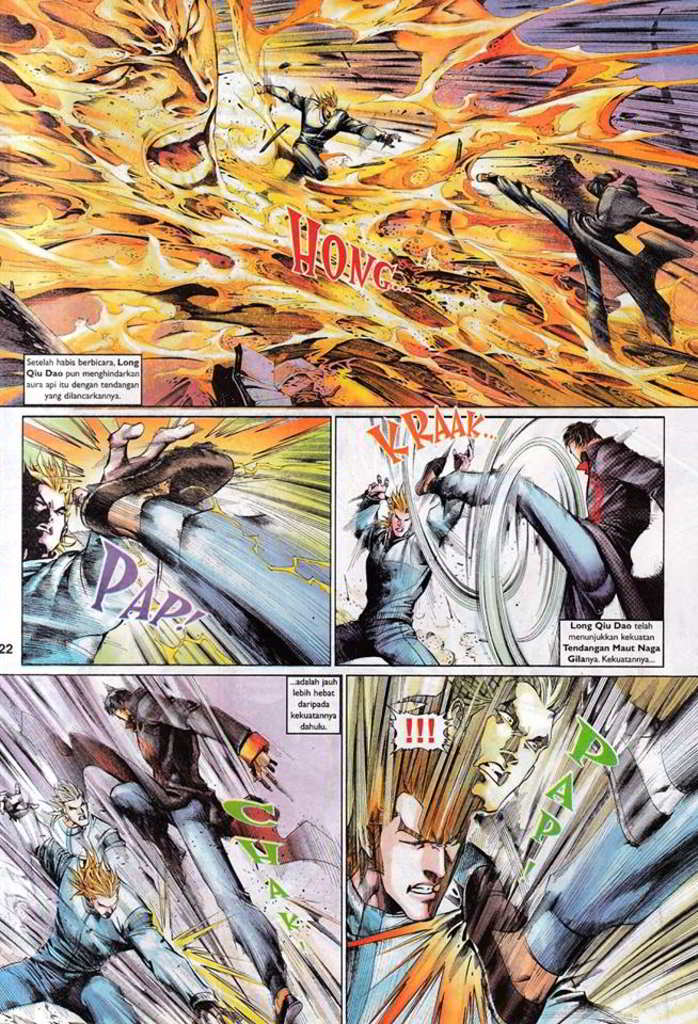 HONG...
Setelah habis berbicara, Long
Qiu Dao pun menghindarkan
aura api itu dengan tendangan
yang dilancarkannya.
PAP!
KRAAK...
Long Qiu Dao telah
menunjukkan kekuatan
Tendangan Maut Naga
Gilanya. Kekuatannya...
22
...adalah jauh
lebih hebat
daripada
kekuatannya
dahulu.
CHAK!
!!!
PAP!